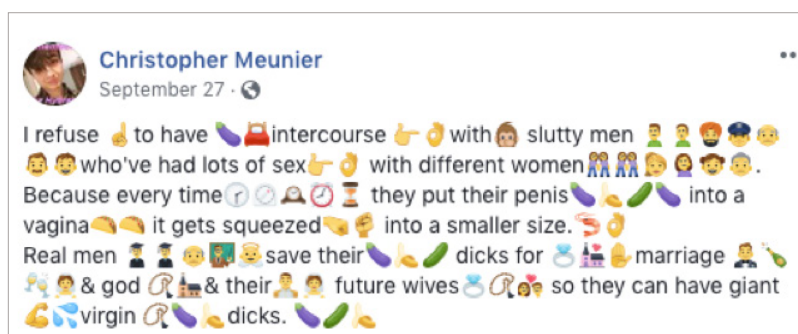 Christopher Meunier
September 27
I refuse ☝️to have 🍆🛏️intercourse 👉👌with🙊 slutty men 🤦‍♂️🤦‍♂️👳‍♂️👮‍♂️👴
👨🧔who've had lots of sex👉👌 with different women👯‍♀️👯‍♀️👩🙍‍♀️👧👵.
Because every time🕝⏱️🕰️⏰⏳ they put their penis🍆🍌🥒🍆 into a
vagina🌮🌮 it gets squeezed🤜✊ into a smaller size.🍤👌
Real men 👨‍🎓👨‍🎓👴👨‍🏫👼save their🍆🍌🥒 dicks for 💍💒✋marriage 🤵🍾
🥂👰& god 📿⛪& their👨‍🍼👰 future wives💍📿💑 so they can have giant
💪💦virgin 📿🍆🍌dicks. 🍆🥒🍌